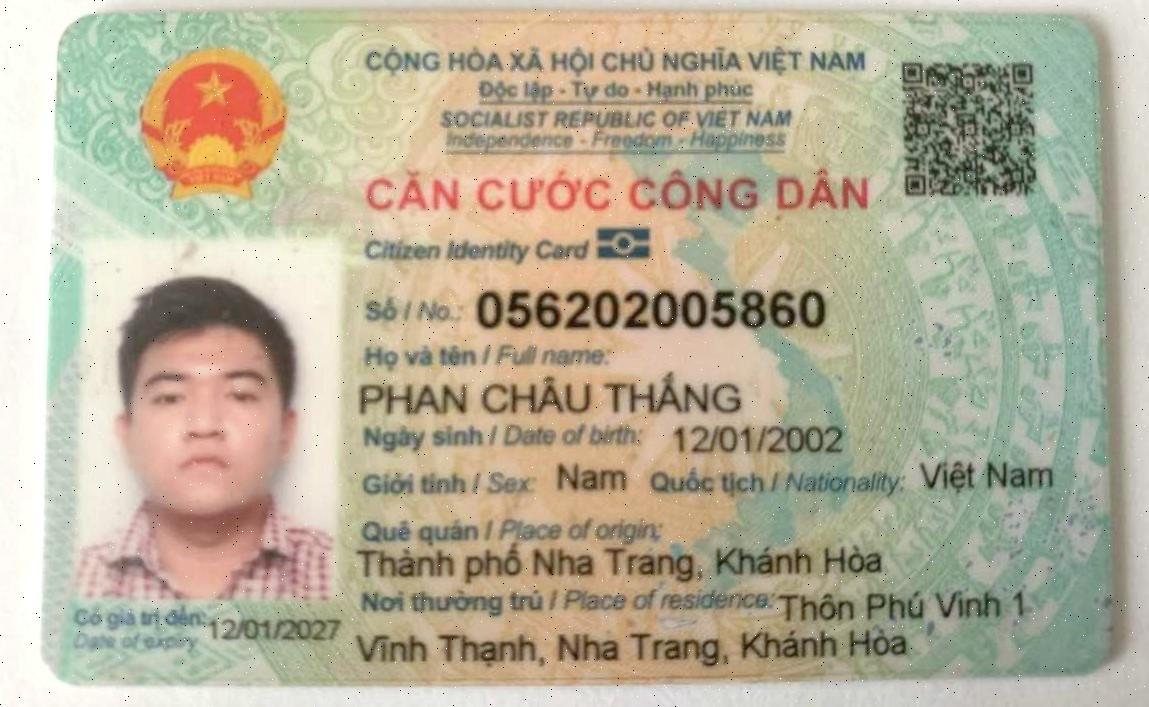 CỘNG HÒA XÃ HỘI CHỦ NGHĨA VIỆT NAM
Độc lập - Tự do - Hạnh phúc
SOCIALIST REPUBLIC OF VIET NAM
Independence - Freedom - Happiness
CĂN CƯỚC CÔNG DÂN
Citizen Identity Card
Số / No.: 056202005860
Họ và tên / Full name:
PHAN CHÂU THẮNG
Ngày sinh / Date of birth: 12/01/2002
Giới tính / Sex: Nam Quốc tịch / Nationality: Việt Nam
Quê quán / Place of origin:
Thành phố Nha Trang, Khánh Hòa
Nơi thường trú / Place of residence: Thôn Phú Vinh 1
Vĩnh Thạnh, Nha Trang, Khánh Hòa
Có giá trị đến: 12/01/2027
Date of expiry